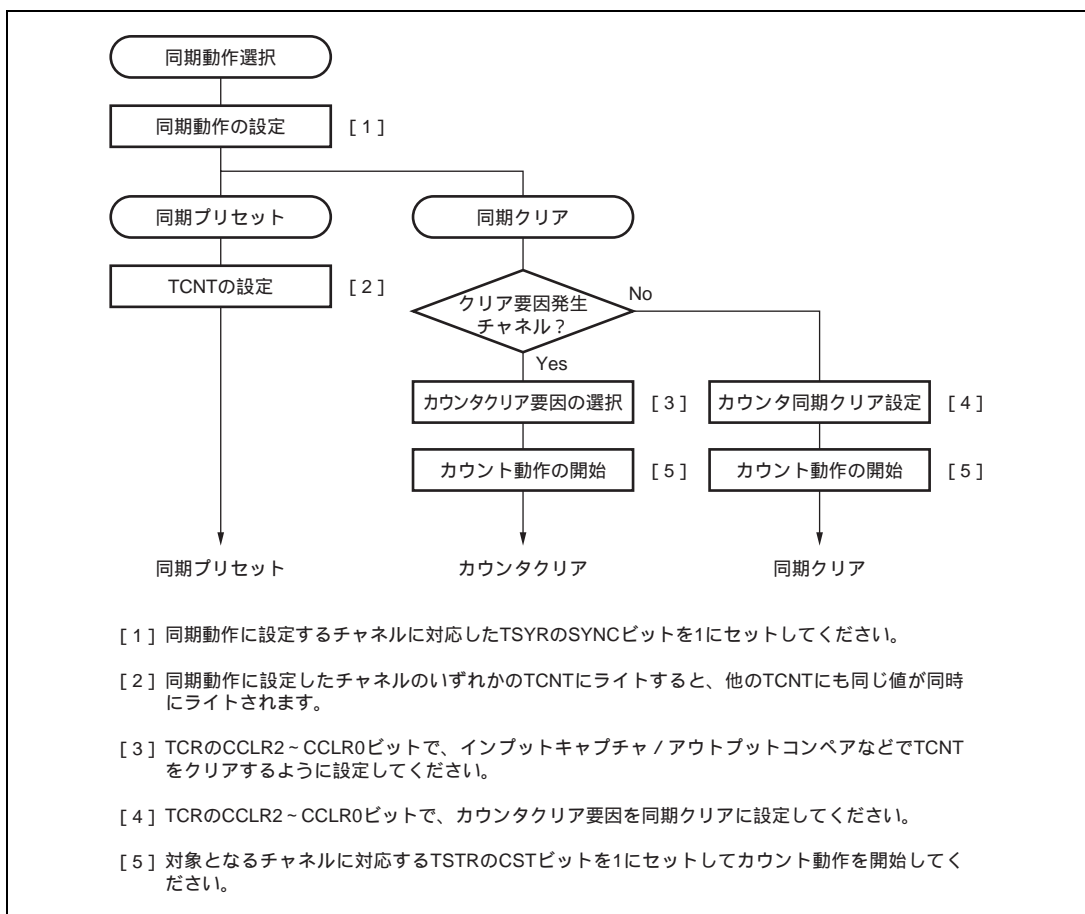 同期動作選択
同期動作の設定 [1]
同期プリセット 同期クリア
TCNTの設定 [2]
クリア要因発生
チャネル？
No
Yes
カウンタクリア要因の選択 [3] カウンタ同期クリア設定 [4]
カウント動作の開始 [5] カウント動作の開始 [5]
同期プリセット カウンタクリア 同期クリア
[1] 同期動作に設定するチャネルに対応したTSYRのSYNCビットを1にセットしてください。
[2] 同期動作に設定したチャネルのいずれかのTCNTにライトすると、他のTCNTにも同じ値が同時
にライトされます。
[3] TCRのCCLR2～CCLR0ビットで、インプットキャプチャ／アウトプットコンペアなどでTCNT
をクリアするように設定してください。
[4] TCRのCCLR2～CCLR0ビットで、カウンタクリア要因を同期クリアに設定してください。
[5] 対象となるチャネルに対応するTSTRのCSTビットを1にセットしてカウント動作を開始してく
ださい。